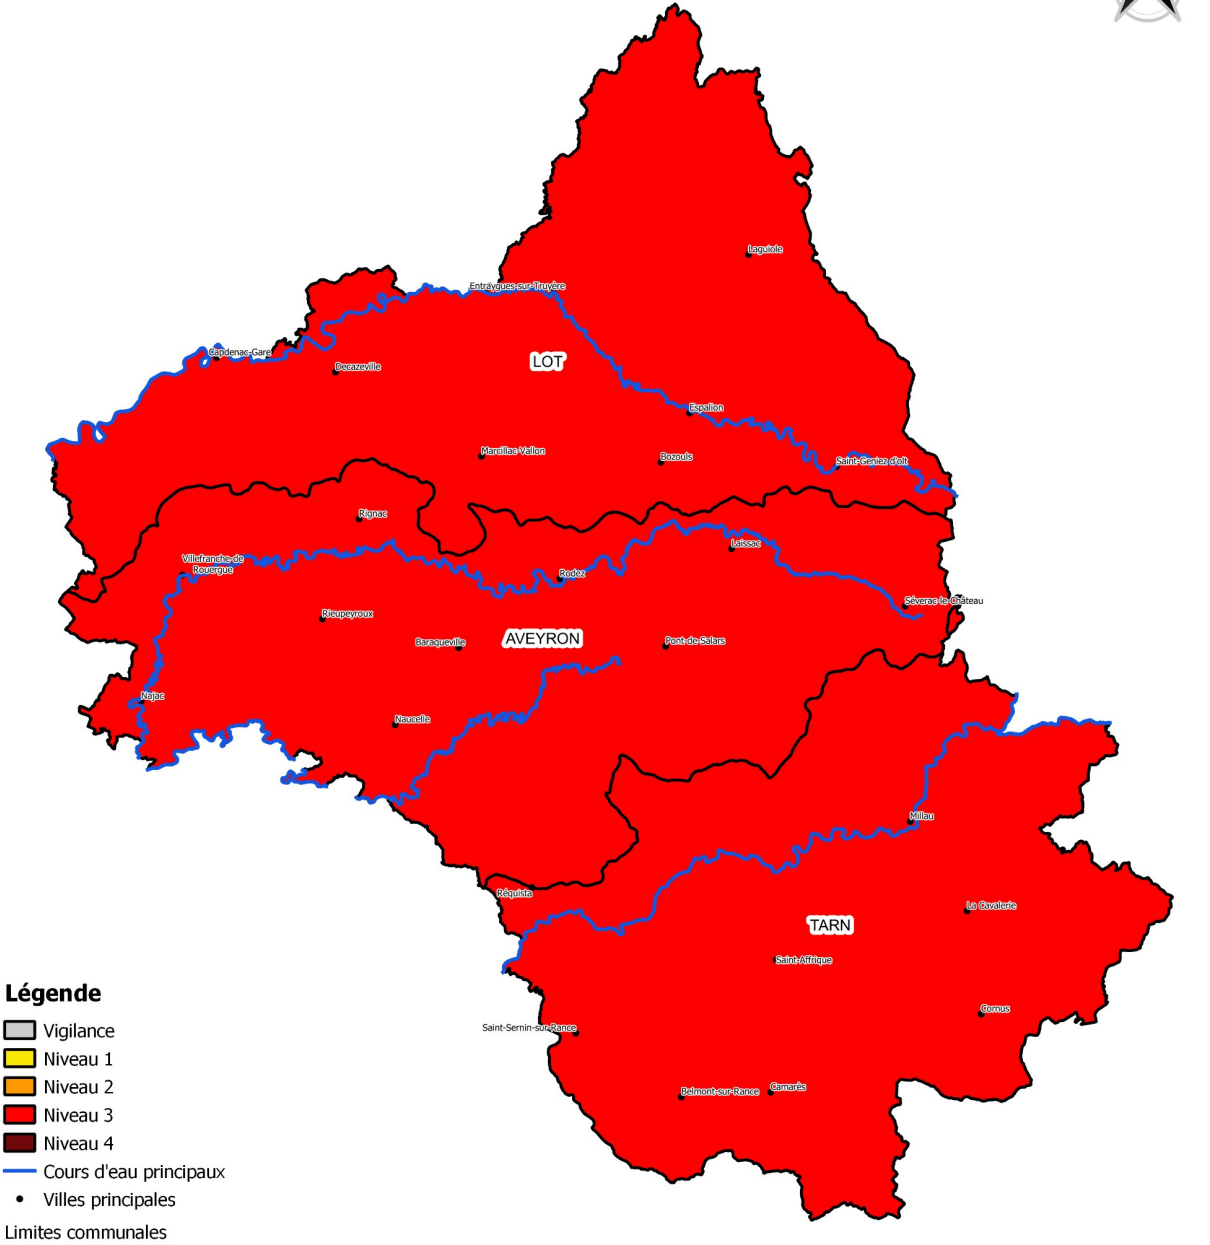 Laguiole
Entraygues-sur-Truyère
Capdenac-Gare
Decazeville
LOT
Espalion
Marcillac-Vallon
Bozouls
Saint-Geniez d'olt
Rignac
Laissac
Villefranche-de
Rouergue
Rodez
Séverac-le-Château
Rieupeyroux
Baraqueville
AVEYRON
Pont-de-Salars
Najac
Naucelle
Millau
Réquista
La Cavalerie
TARN
Saint-Affrique
Cornus
Saint-Sernin-sur-Rance
Belmont-sur-Rance
Camarès
Légende
Vigilance
Niveau 1
Niveau 2
Niveau 3
Niveau 4
Cours d'eau principaux
Villes principales
Limites communales